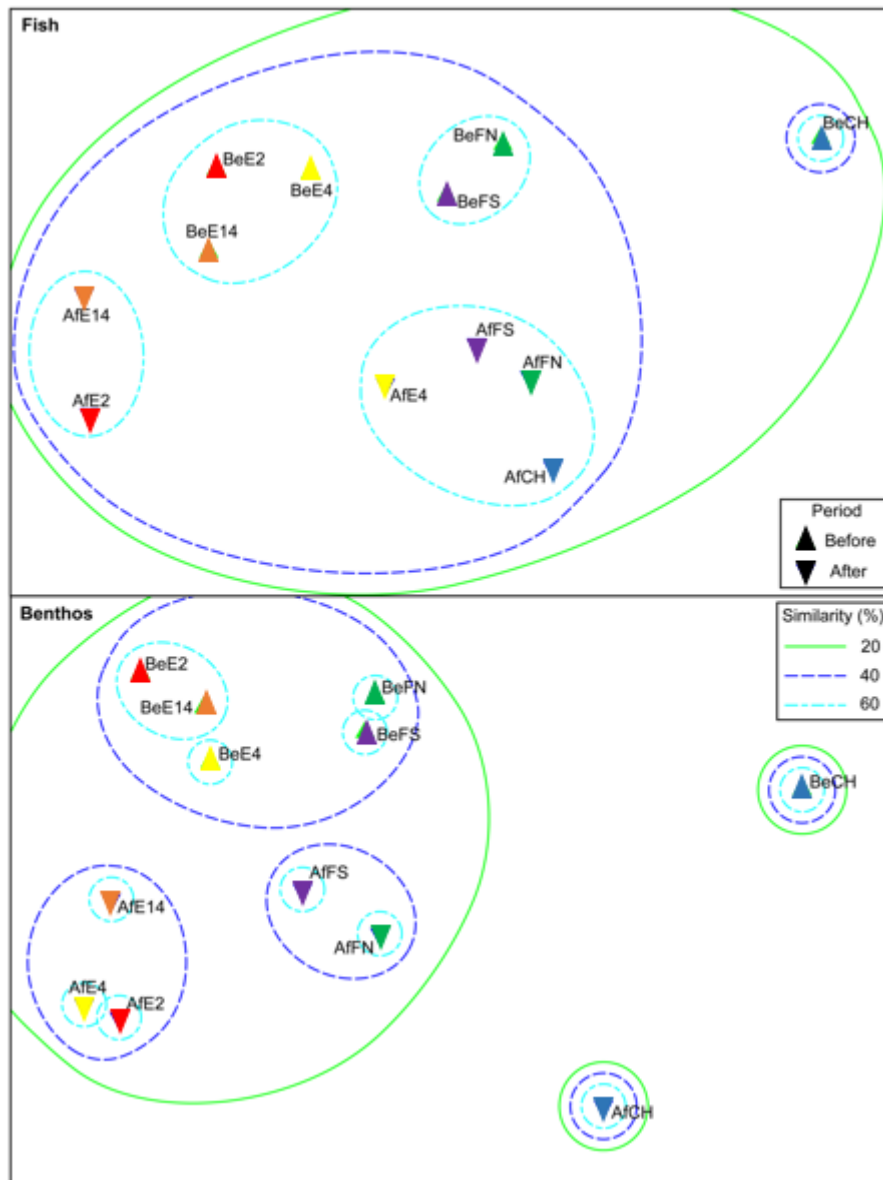 Fish
BeCH
BeFN
BeE2
BeE4
BeFS
BeE14
AfE14
AfFS
AfFN
AfE2
AfE4
AfCH
Period
Before
After
Benthos
Similarity (%)
20
40
60
BeE2
BeFN
BeE14
BeFS
BeE4
BeCH
AfFS
AfE14
AfFN
AfE4
AfE2
AfCH